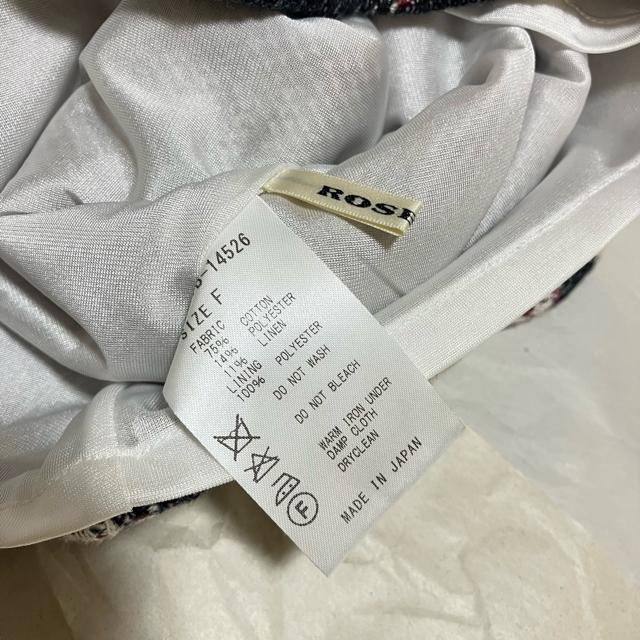 ROSE
-14526
SIZE F
FABRIC
75% COTTON
14% POLYESTER
11% LINEN
LINING
100% POLYESTER
DO NOT WASH
DO NOT BLEACH
WARM IRON UNDER
DAMP CLOTH
DRYCLEAN
F
MADE IN JAPAN